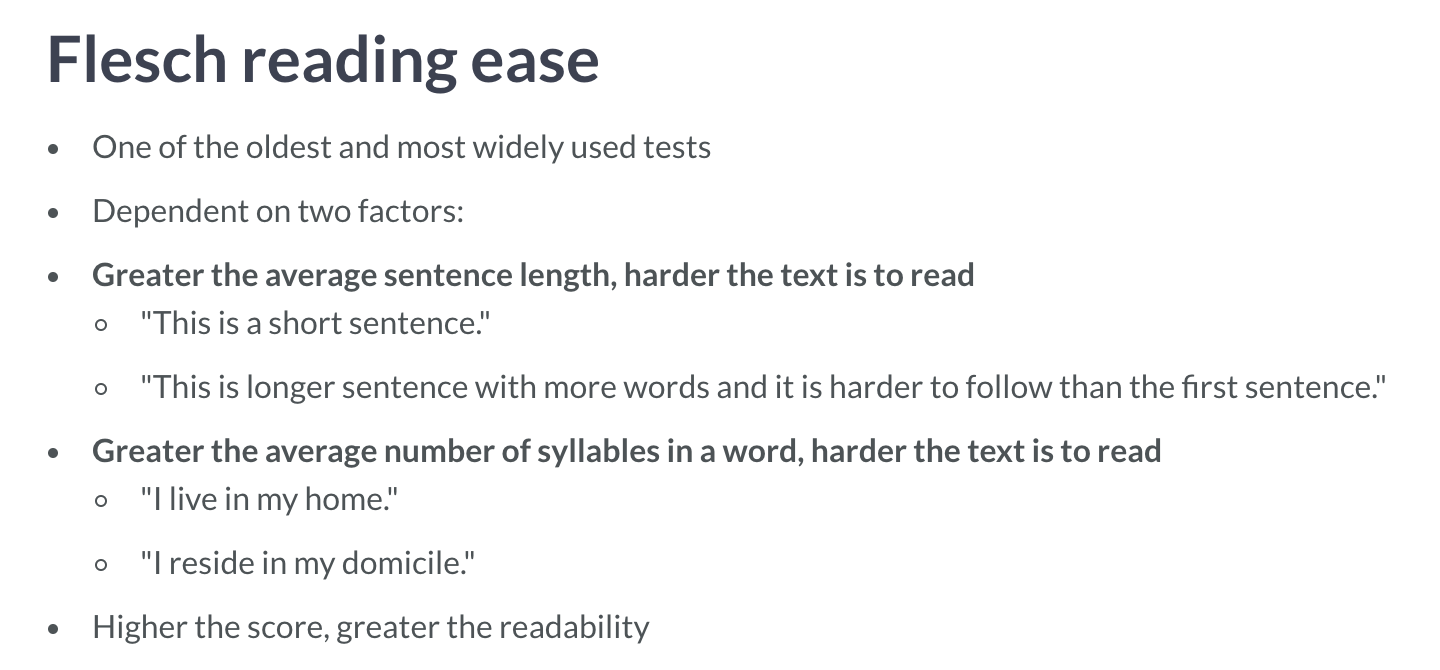 Flesch reading ease
• One of the oldest and most widely used tests
• Dependent on two factors:
• Greater the average sentence length, harder the text is to read
○ "This is a short sentence."
○ "This is longer sentence with more words and it is harder to follow than the first sentence."
• Greater the average number of syllables in a word, harder the text is to read
○ "I live in my home."
○ "I reside in my domicile."
• Higher the score, greater the readability